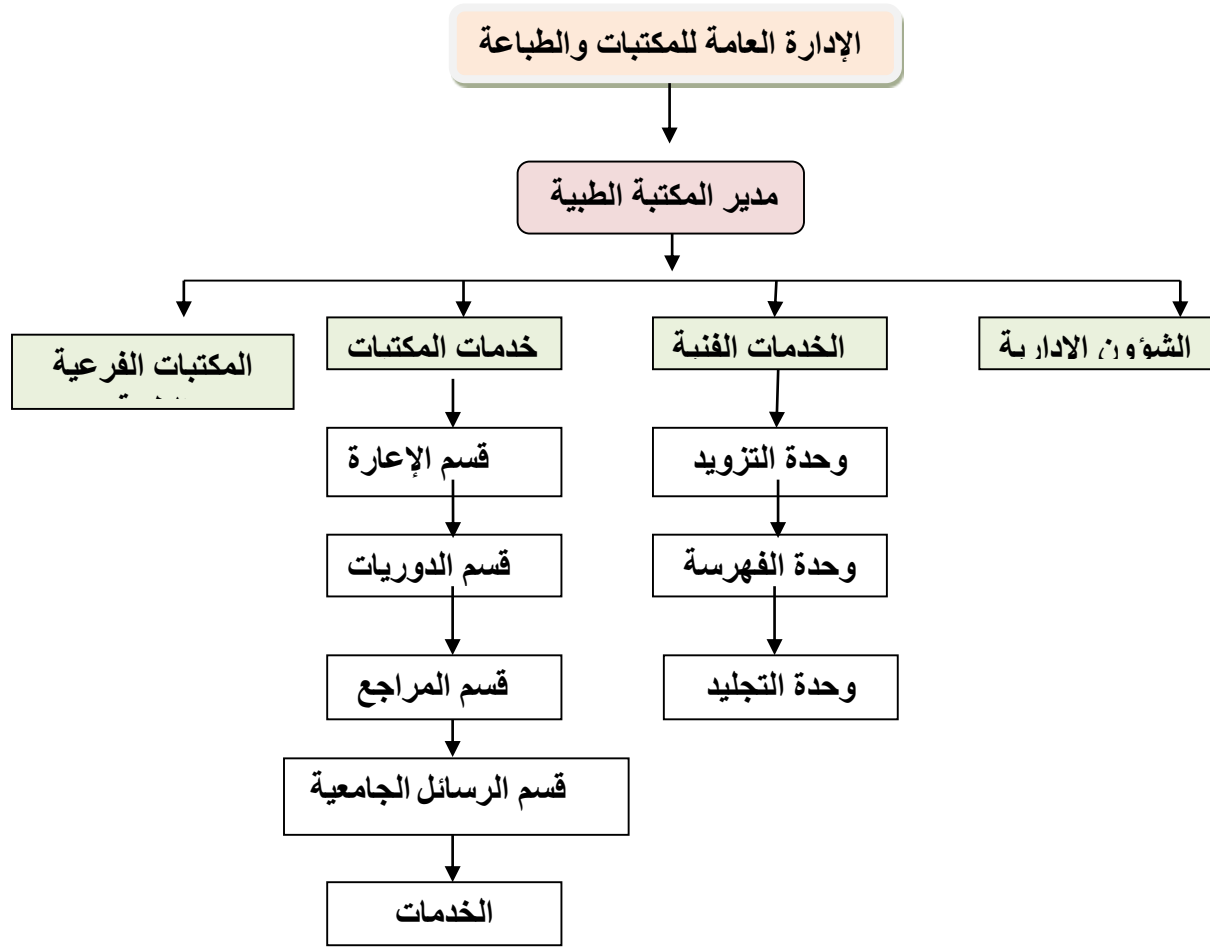 الإدارة العامة للمكتبات والطباعة
مدير المكتبة الطبية
الشؤون الادارية
الخدمات الفنية
خدمات المكتبات
المكتبات الفرعية
قسم الإعارة
وحدة التزويد
قسم الدوريات
وحدة الفهرسة
قسم المراجع
وحدة التجليد
قسم الرسائل الجامعية
الخدمات